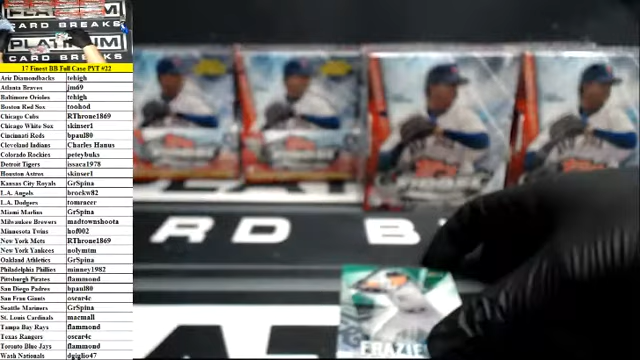 PLATINUM
CARD BREAKS
PLATINUM
CARD BREAKS
17 Finest BB Full Case PYT #22
Ariz Diamondbacks tehigh
Atlanta Braves jm69
Baltimore Orioles tehigh
Boston Red Sox toohod
Chicago Cubs RThrone1869
Chicago White Sox skinser1
Cincinnati Reds bpaul80
Cleveland Indians Charles Hanus
Colorado Rockies peteybuks
Detroit Tigers issaca1978
Houston Astros skinser1
Kansas City Royals GrSpina
L.A. Angels brockw82
L.A. Dodgers tomracer
Miami Marlins GrSpina
Milwaukee Brewers madtownshoota
Minnesota Twins hof002
New York Mets RThrone1869
New York Yankees nolymtm
Oakland Athletics GrSpina
Philadelphia Phillies minney1982
Pittsburgh Pirates flammond
San Diego Padres bpaul80
San Fran Giants oscar4c
Seattle Mariners GrSpina
St. Louis Cardinals macmall
Tampa Bay Rays flammond
Texas Rangers oscar4c
Toronto Blue Jays flammond
Wash Nationals dgiglio47
RD B
FRAZIE